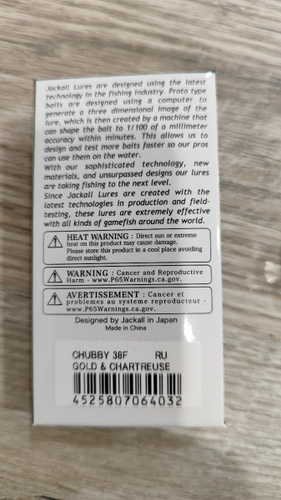 Jackall Lures are designed using the latest
technology in the fishing industry. Proto type
baits are designed using a computer to
generate a three dimensional image of the
lure, which is then created by a machine that
can shape the bait to 1/100 of a millimeter
accuracy within minutes. This allows us to
design and test more baits faster so our pros
can use them on the water.
With our sophisticated technology, new
materials, and unsurpassed designs our lures
are taking fishing to the next level.
Since Jackall Lures are created with the
latest technologies in production and field-
testing, these lures are extremely effective
with all kinds of gamefish around the world.
HEAT WARNING : Direct sun or extreme
heat on this product may cause damage.
Please store this product in a cool place avoiding
direct sunlight.
WARNING : Cancer and Reproductive
Harm - www.P65Warnings.ca.gov.
AVERTISSEMENT : Cancer et
problemes au systeme reproducteur -
www.P65Warnings.ca.gov.
Designed by Jackall in Japan
Made in China
CHUBBY 38F RU
GOLD & CHARTREUSE
4525807064032